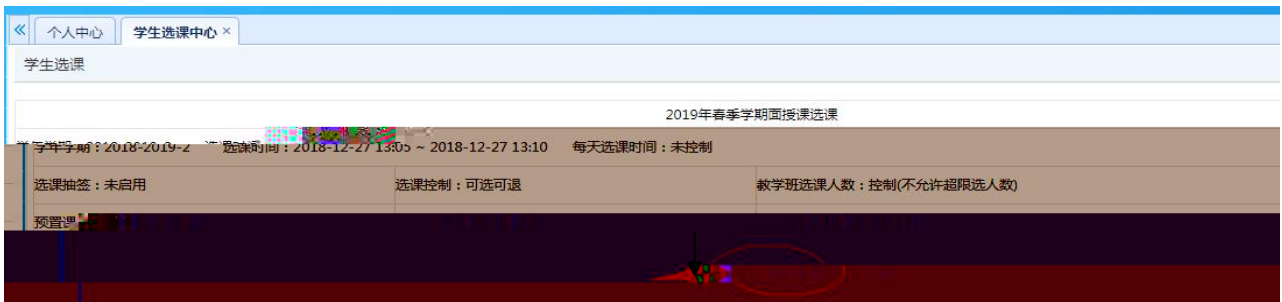 个人中心 学生选课中心 ×
学生选课
2019年春季学期面授课选课
学年学期：2018-2019-2 选课时间：2018-12-27 13:05 ~ 2018-12-27 13:10 每天选课时间：未控制
选课抽签：未启用 选课控制：可选可退 教学班选课人数：控制(不允许超限选人数)
预置课